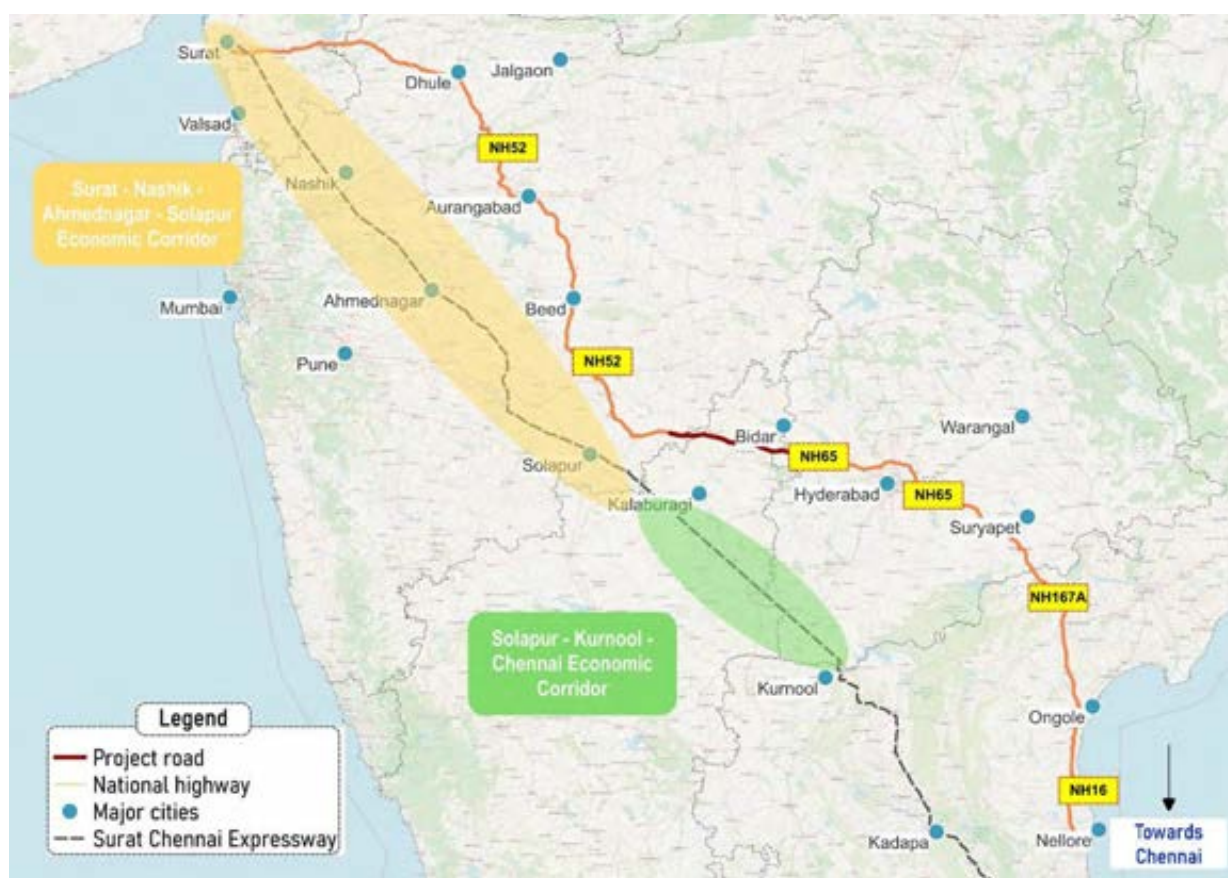 Surat
Dhule
Jalgaon
Valsad
NH52
Nashik
Surat - Nashik -
Ahmednagar - Solapur
Economic Corridor
Aurangabad
Mumbai
Ahmednagar
Beed
Pune
NH52
Bidar
Warangal
NH65
Solapur
Kalaburagi
Hyderabad
NH65
Suryapet
NH167A
Solapur - Kurnool -
Chennai Economic
Corridor
Kurnool
Ongole
Legend
Project road
National highway
Major cities
Surat Chennai Expressway
NH16
Kadapa
Nellore
Towards
Chennai